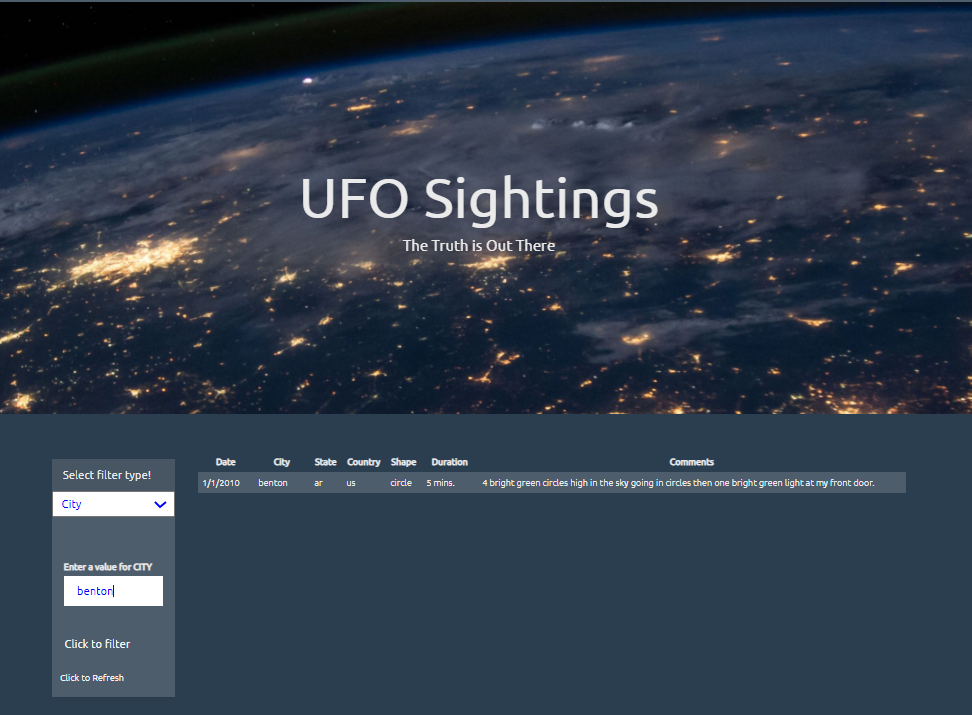 UFO Sightings
The Truth is Out There
Select filter type!
City
Enter a value for CITY
benton
Click to filter
Click to Refresh
Date City State Country Shape Duration Comments
1/1/2010 benton ar us circle 5 mins. 4 bright green circles high in the sky going in circles then one bright green light at my front door.